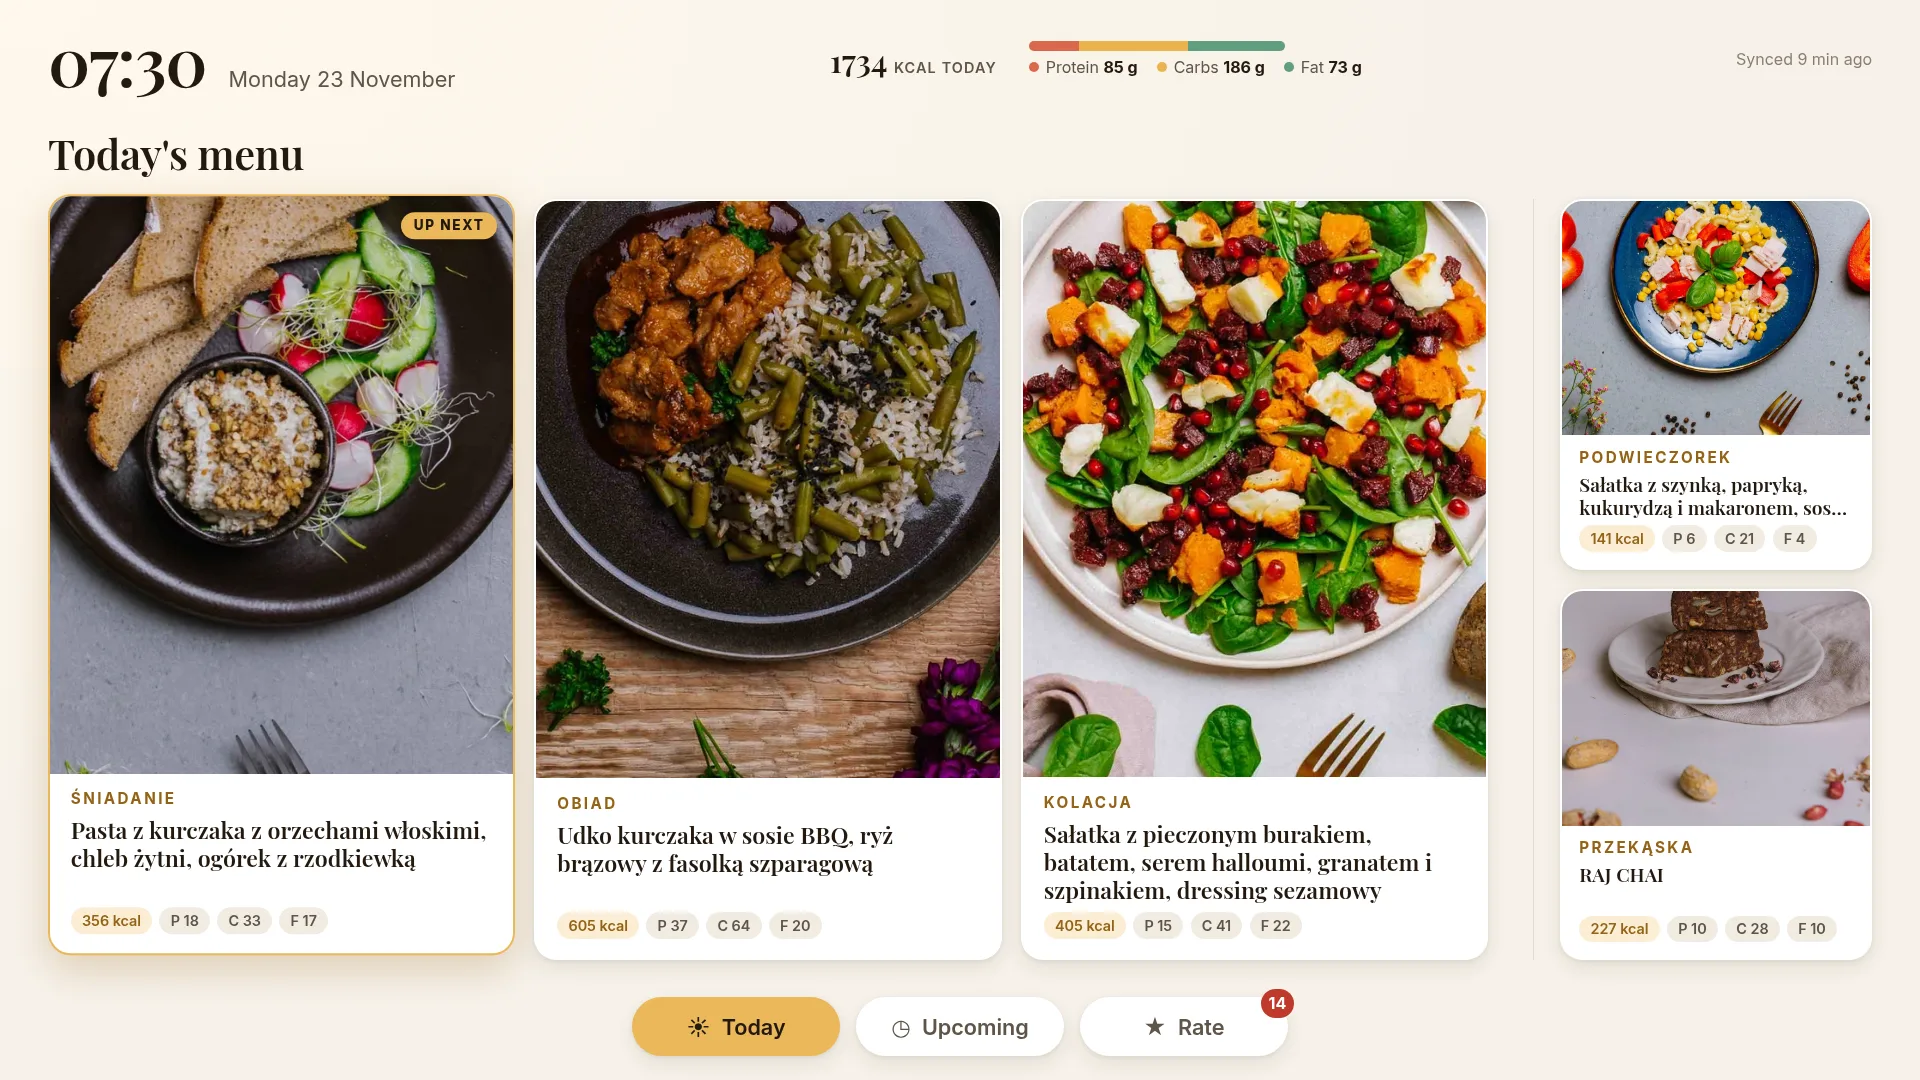 07:30
Monday 23 November
1734 KCAL TODAY
Protein 85 g
Carbs 186 g
Fat 73 g
Synced 9 min ago
Today's menu
UP NEXT
ŚNIADANIE
Pasta z kurczaka z orzechami włoskimi,
chleb żytni, ogórek z rzodkiewką
356 kcal P 18 C 33 F 17
OBIAD
Udko kurczaka w sosie BBQ, ryż
brązowy z fasolką szparagową
605 kcal P 37 C 64 F 20
KOLACJA
Sałatka z pieczonym burakiem,
batatem, serem halloumi, granatem i
szpinakiem, dressing sezamowy
405 kcal P 15 C 41 F 22
PODWIECZOREK
Sałatka z szynką, papryką,
kukurydzą i makaronem, sos...
141 kcal P 6 C 21 F 4
PRZEKĄSKA
RAJ CHAI
227 kcal P 10 C 28 F 10
Today
Upcoming
Rate
14